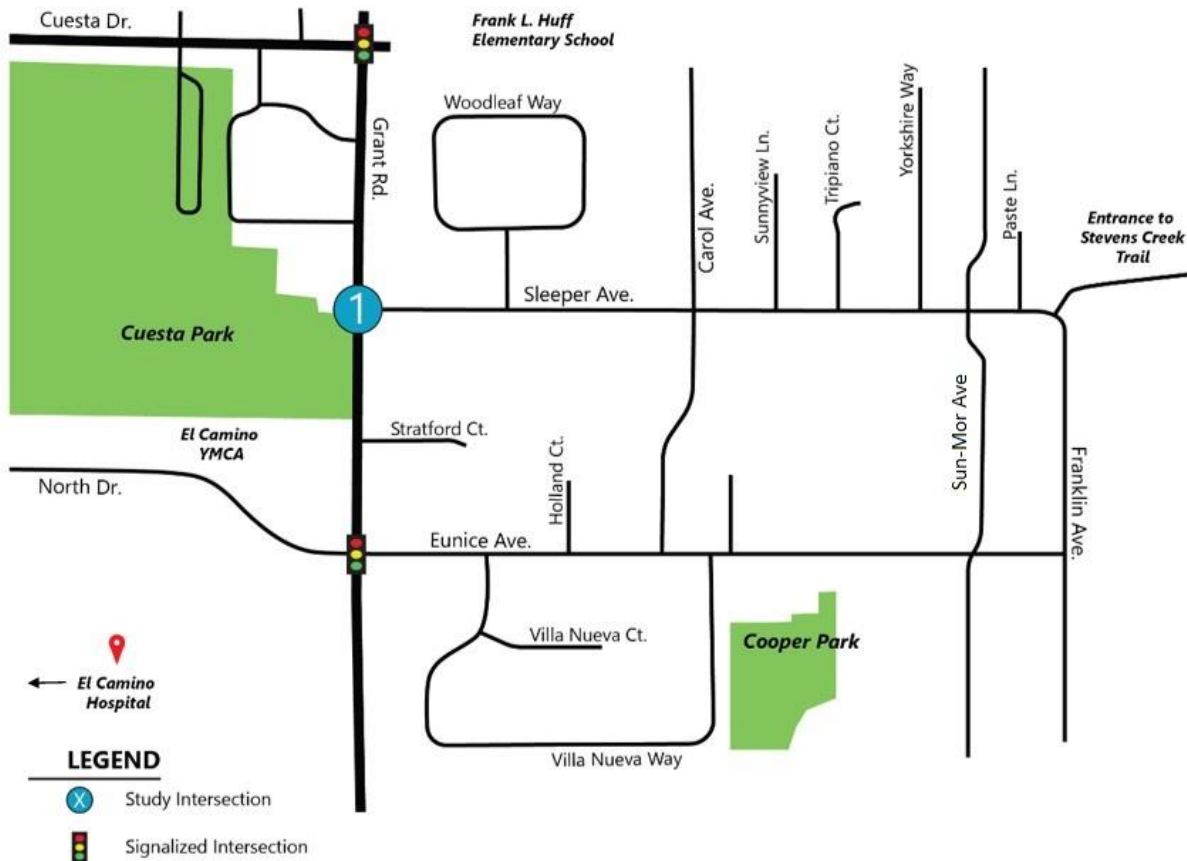 Cuesta Dr.
Frank L. Huff
Elementary School
Grant Rd.
Woodleaf Way
Carol Ave.
Sunnyview Ln.
Tripiano Ct.
Yorkshire Way
Paste Ln.
Entrance to
Stevens Creek
Trail
Sleeper Ave.
1
Cuesta Park
Stratford Ct.
El Camino
YMCA
North Dr.
Holland Ct.
Sun-Mor Ave
Franklin Ave.
Eunice Ave.
Villa Nueva Ct.
Cooper Park
El Camino
Hospital
Villa Nueva Way
LEGEND
X Study Intersection
Signalized Intersection